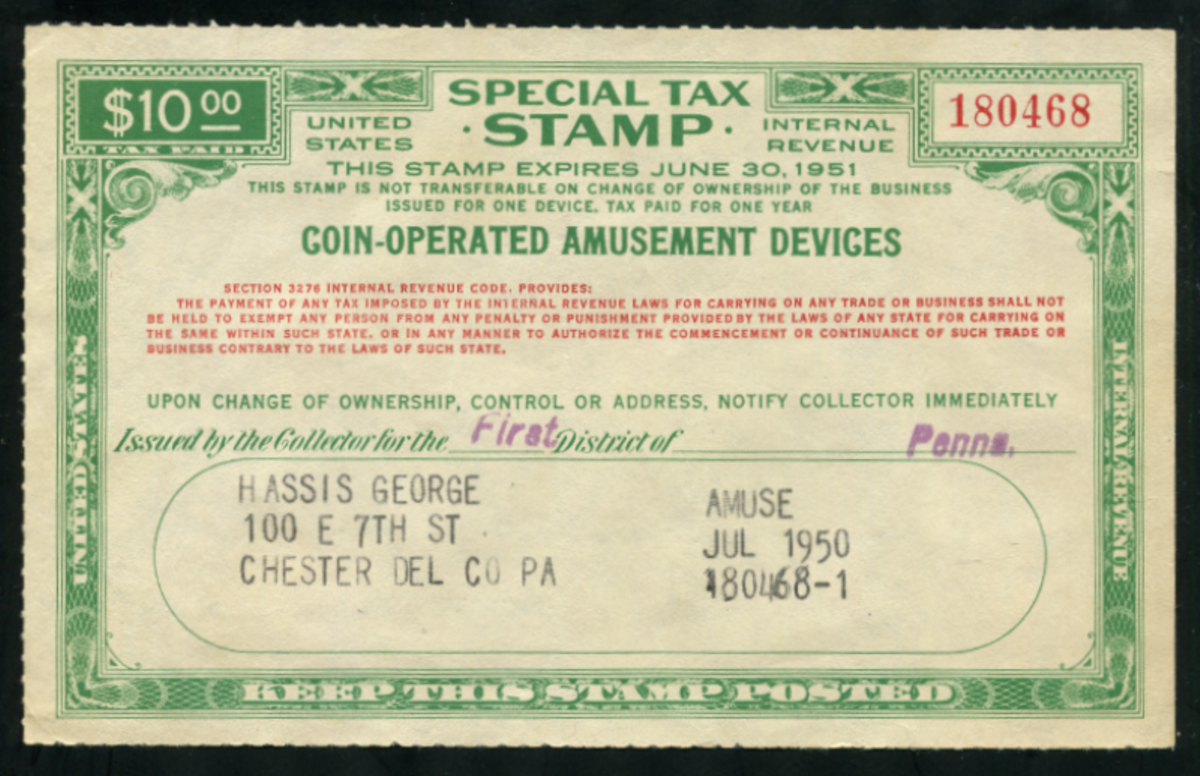 $10 00
TAX PAID
UNITED STATES
SPECIAL TAX
· STAMP ·
INTERNAL REVENUE
180468
THIS STAMP EXPIRES JUNE 30, 1951
THIS STAMP IS NOT TRANSFERABLE ON CHANGE OF OWNERSHIP OF THE BUSINESS
ISSUED FOR ONE DEVICE. TAX PAID FOR ONE YEAR
COIN-OPERATED AMUSEMENT DEVICES
SECTION 3276 INTERNAL REVENUE CODE, PROVIDES:
THE PAYMENT OF ANY TAX IMPOSED BY THE INTERNAL REVENUE LAWS FOR CARRYING ON ANY TRADE OR BUSINESS SHALL NOT
BE HELD TO EXEMPT ANY PERSON FROM ANY PENALTY OR PUNISHMENT PROVIDED BY THE LAWS OF ANY STATE FOR CARRYING ON
THE SAME WITHIN SUCH STATE, OR IN ANY MANNER TO AUTHORIZE THE COMMENCEMENT OR CONTINUANCE OF SUCH TRADE OR
BUSINESS CONTRARY TO THE LAWS OF SUCH STATE.
UPON CHANGE OF OWNERSHIP, CONTROL OR ADDRESS, NOTIFY COLLECTOR IMMEDIATELY
Issued by the Collector for the First District of Penna.
HASSIS GEORGE
100 E 7TH ST
CHESTER DEL CO PA
AMUSE
JUL 1950
180468-1
UNITED STATES
INTERNAL REVENUE
KEEP THIS STAMP POSTED